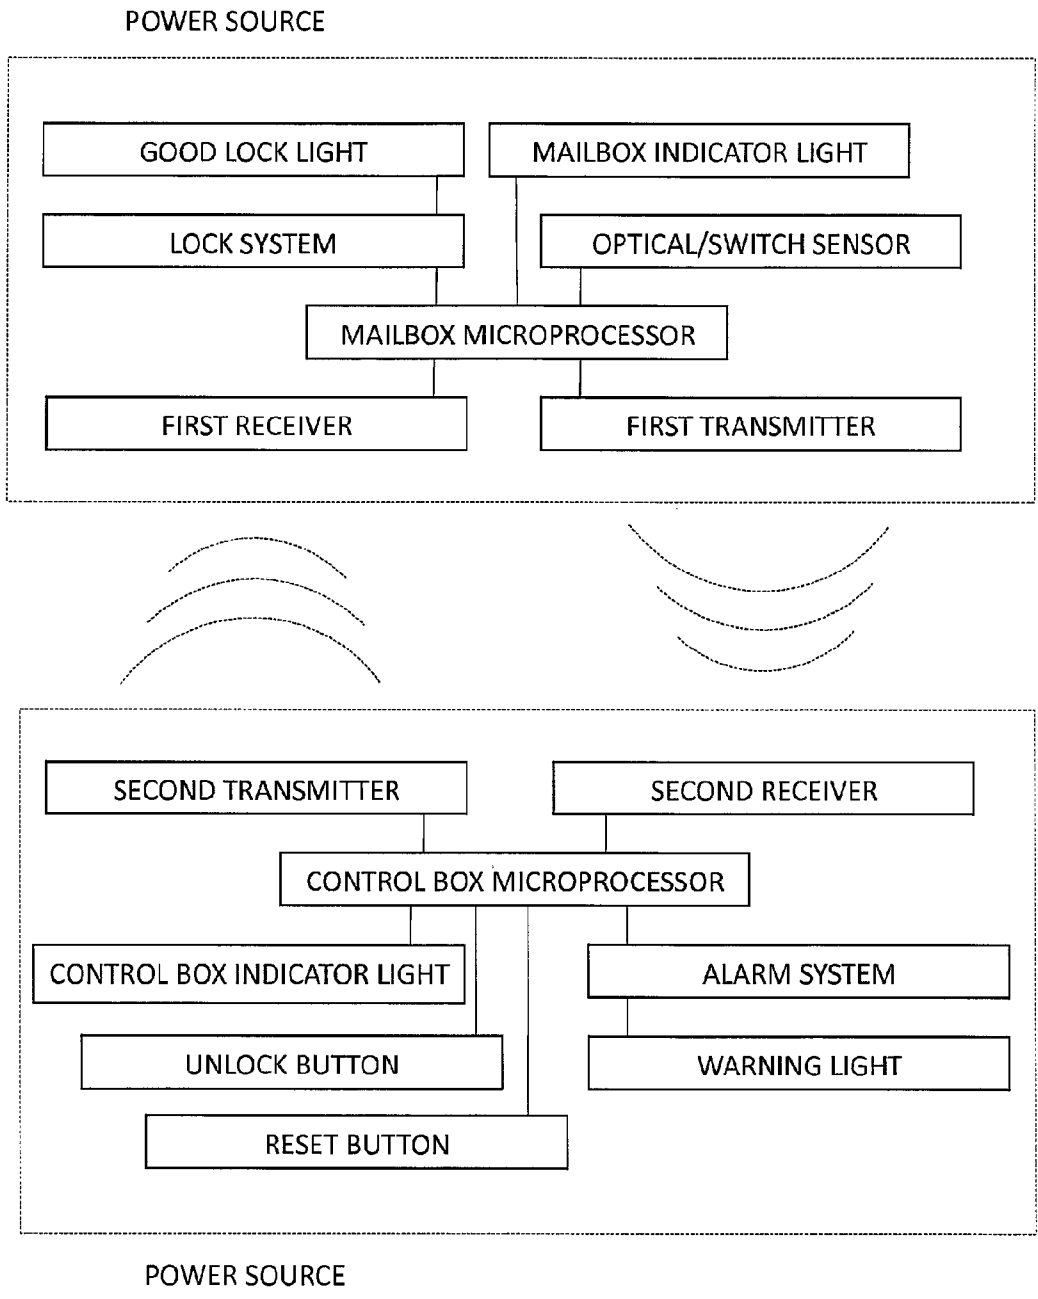 POWER SOURCE
GOOD LOCK LIGHT
MAILBOX INDICATOR LIGHT
LOCK SYSTEM
OPTICAL/SWITCH SENSOR
MAILBOX MICROPROCESSOR
FIRST RECEIVER
FIRST TRANSMITTER
SECOND TRANSMITTER
SECOND RECEIVER
CONTROL BOX MICROPROCESSOR
CONTROL BOX INDICATOR LIGHT
ALARM SYSTEM
UNLOCK BUTTON
WARNING LIGHT
RESET BUTTON
POWER SOURCE